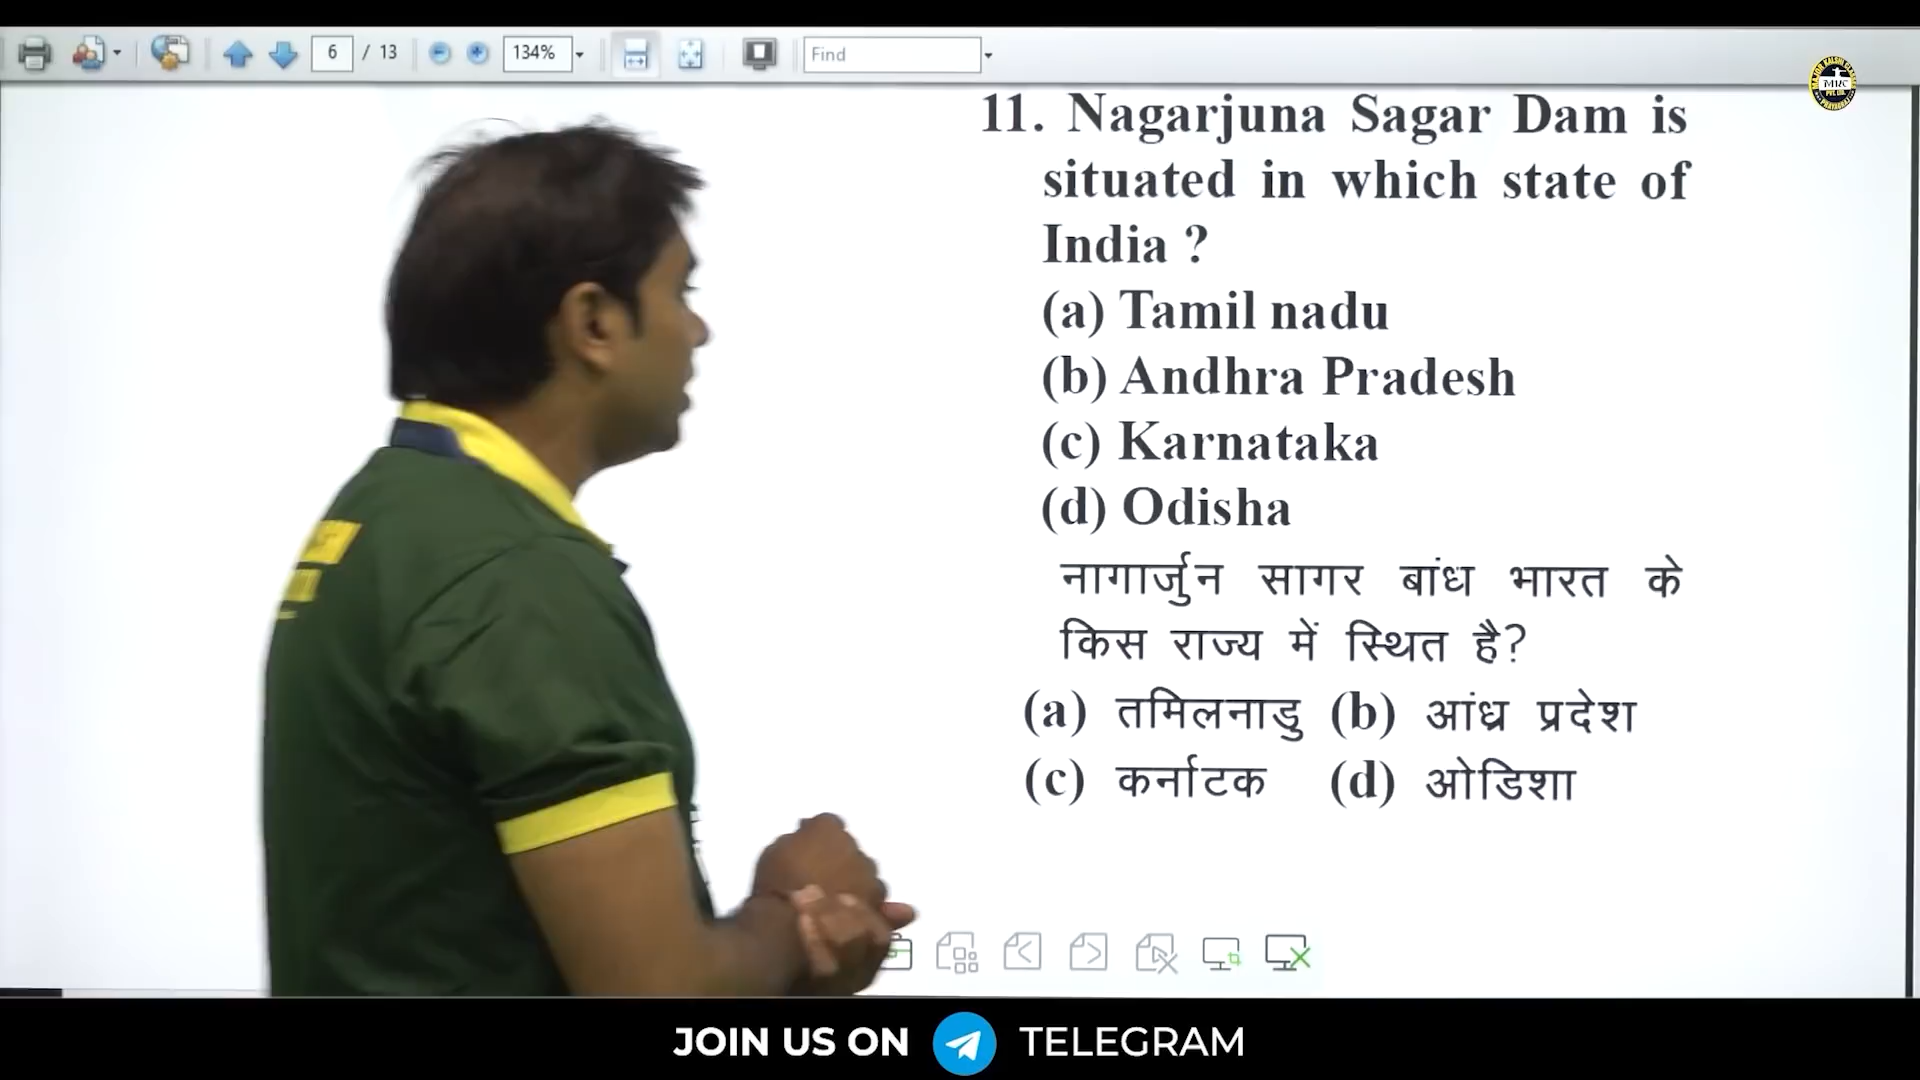 6 / 13
134%
Find
MRC
11. Nagarjuna Sagar Dam is
situated in which state of
India ?
(a) Tamil nadu
(b) Andhra Pradesh
(c) Karnataka
(d) Odisha
नागार्जुन सागर बांध भारत के
किस राज्य में स्थित है?
(a) तमिलनाडु (b) आंध्र प्रदेश
(c) कर्नाटक (d) ओडिशा
JOIN US ON TELEGRAM